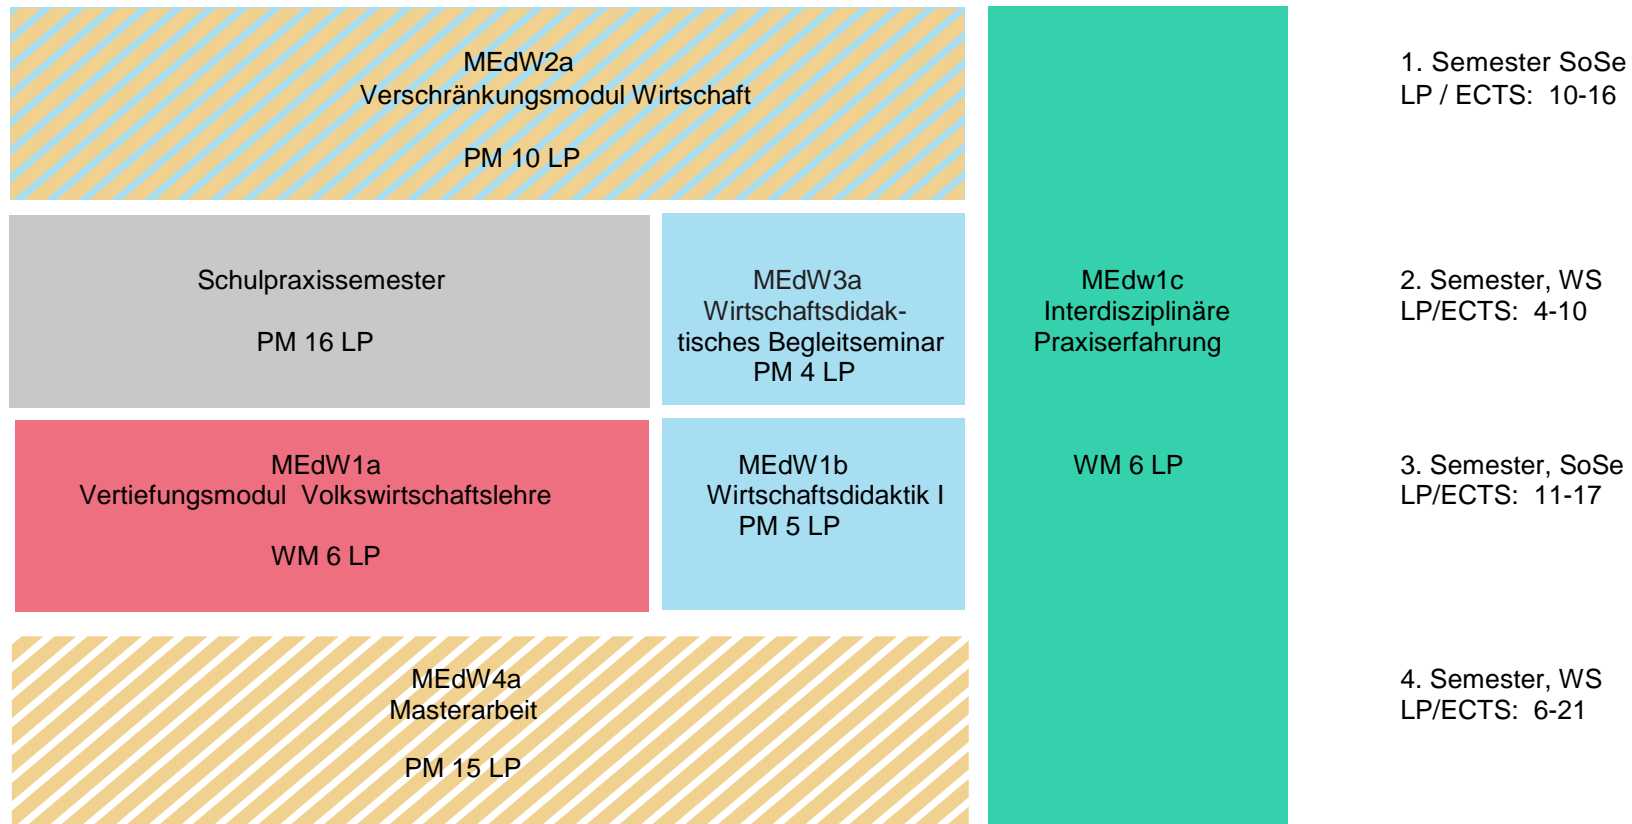 MEdW2a
Verschränkungsmodul Wirtschaft
PM 10 LP
1. Semester SoSe
LP / ECTS: 10-16
Schulpraxissemester
PM 16 LP
MEdW3a
Wirtschaftsdidak-
tisches Begleitseminar
PM 4 LP
MEdw1c
Interdisziplinäre
Praxiserfahrung
WM 6 LP
2. Semester, WS
LP/ECTS: 4-10
MEdW1a
Vertiefungsmodul Volkswirtschaftslehre
WM 6 LP
MEdW1b
Wirtschaftsdidaktik I
PM 5 LP
3. Semester, SoSe
LP/ECTS: 11-17
MEdW4a
Masterarbeit
PM 15 LP
4. Semester, WS
LP/ECTS: 6-21